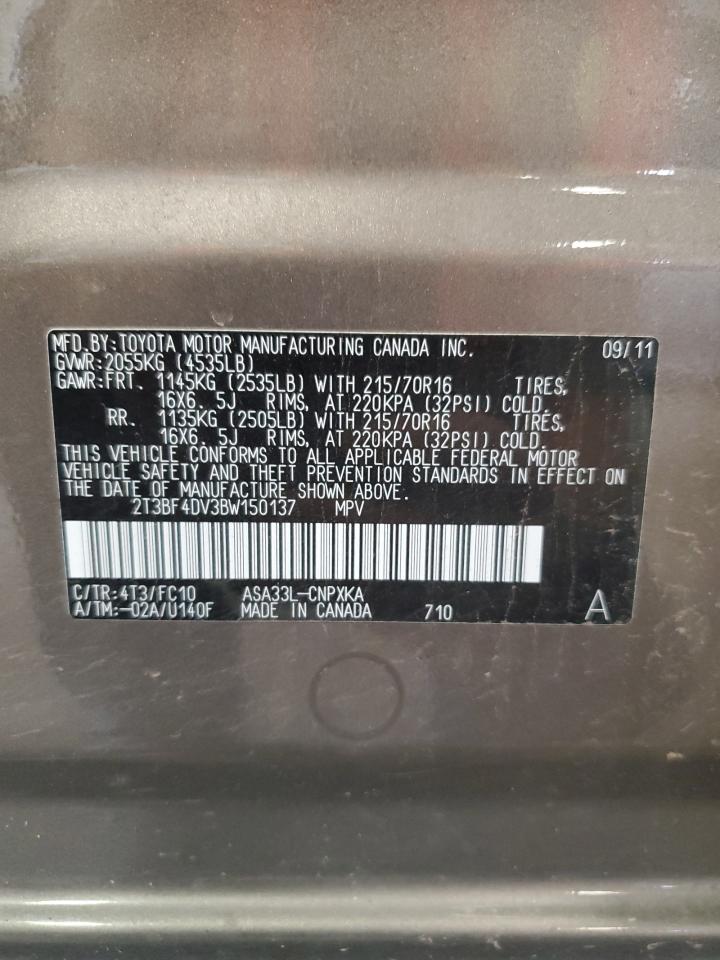 MFD.BY:TOYOTA MOTOR MANUFACTURING CANADA INC. 09/11
GVWR:2055KG (4535LB)
GAWR:FRT. 1145KG (2535LB) WITH 215/70R16 TIRES,
16X6. 5J RIMS, AT 220KPA (32PSI) COLD.
RR. 1135KG (2505LB) WITH 215/70R16 TIRES,
16X6. 5J RIMS, AT 220KPA (32PSI) COLD.
THIS VEHICLE CONFORMS TO ALL APPLICABLE FEDERAL MOTOR
VEHICLE SAFETY AND THEFT PREVENTION STANDARDS IN EFFECT ON
THE DATE OF MANUFACTURE SHOWN ABOVE.
2T3BF4DV3BW150137 MPV
C/TR:4T3/FC10 ASA33L-CNPXKA
A/TM:-02A/U140F MADE IN CANADA 710 A